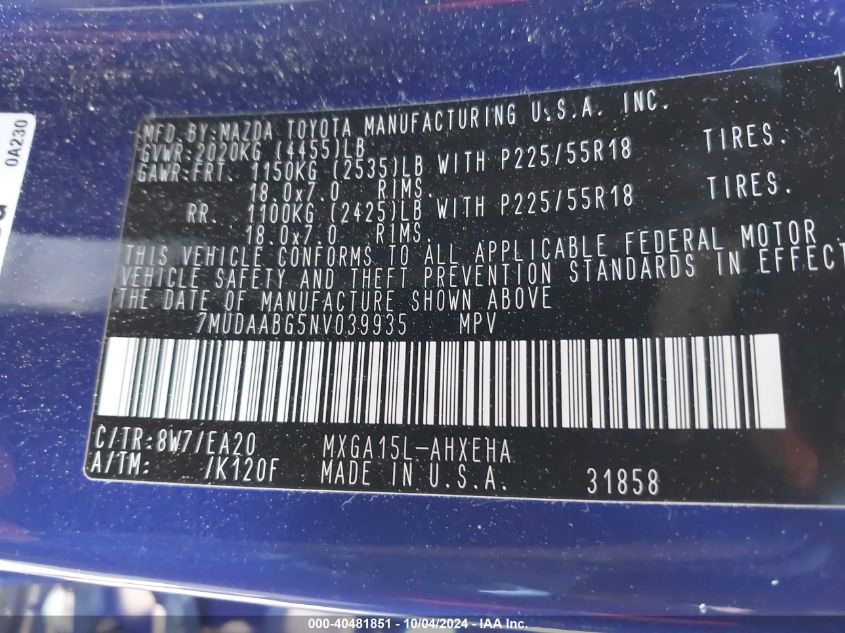 0A230
1
MFD. BY:MAZDA TOYOTA MANUFACTURING U.S.A. INC.
GVWR:2020KG (4455)LB
GAWR:FRT. 1150KG (2535)LB WITH P225/55R18 TIRES.
18.0x7.0 RIMS.
RR. 1100KG (2425)LB WITH P225/55R18 TIRES.
18.0x7.0 RIMS.
THIS VEHICLE CONFORMS TO ALL APPLICABLE FEDERAL MOTOR
VEHICLE SAFETY AND THEFT PREVENTION STANDARDS IN EFFECT
THE DATE OF MANUFACTURE SHOWN ABOVE
7MUDAABG5NV039935 MPV
C/TR:8W7/EA20 MXGA15L-AHXEHA
A/TM: /K120F MADE IN U.S.A. 31858
000-40481851 - 10/04/2024 - IAA Inc.